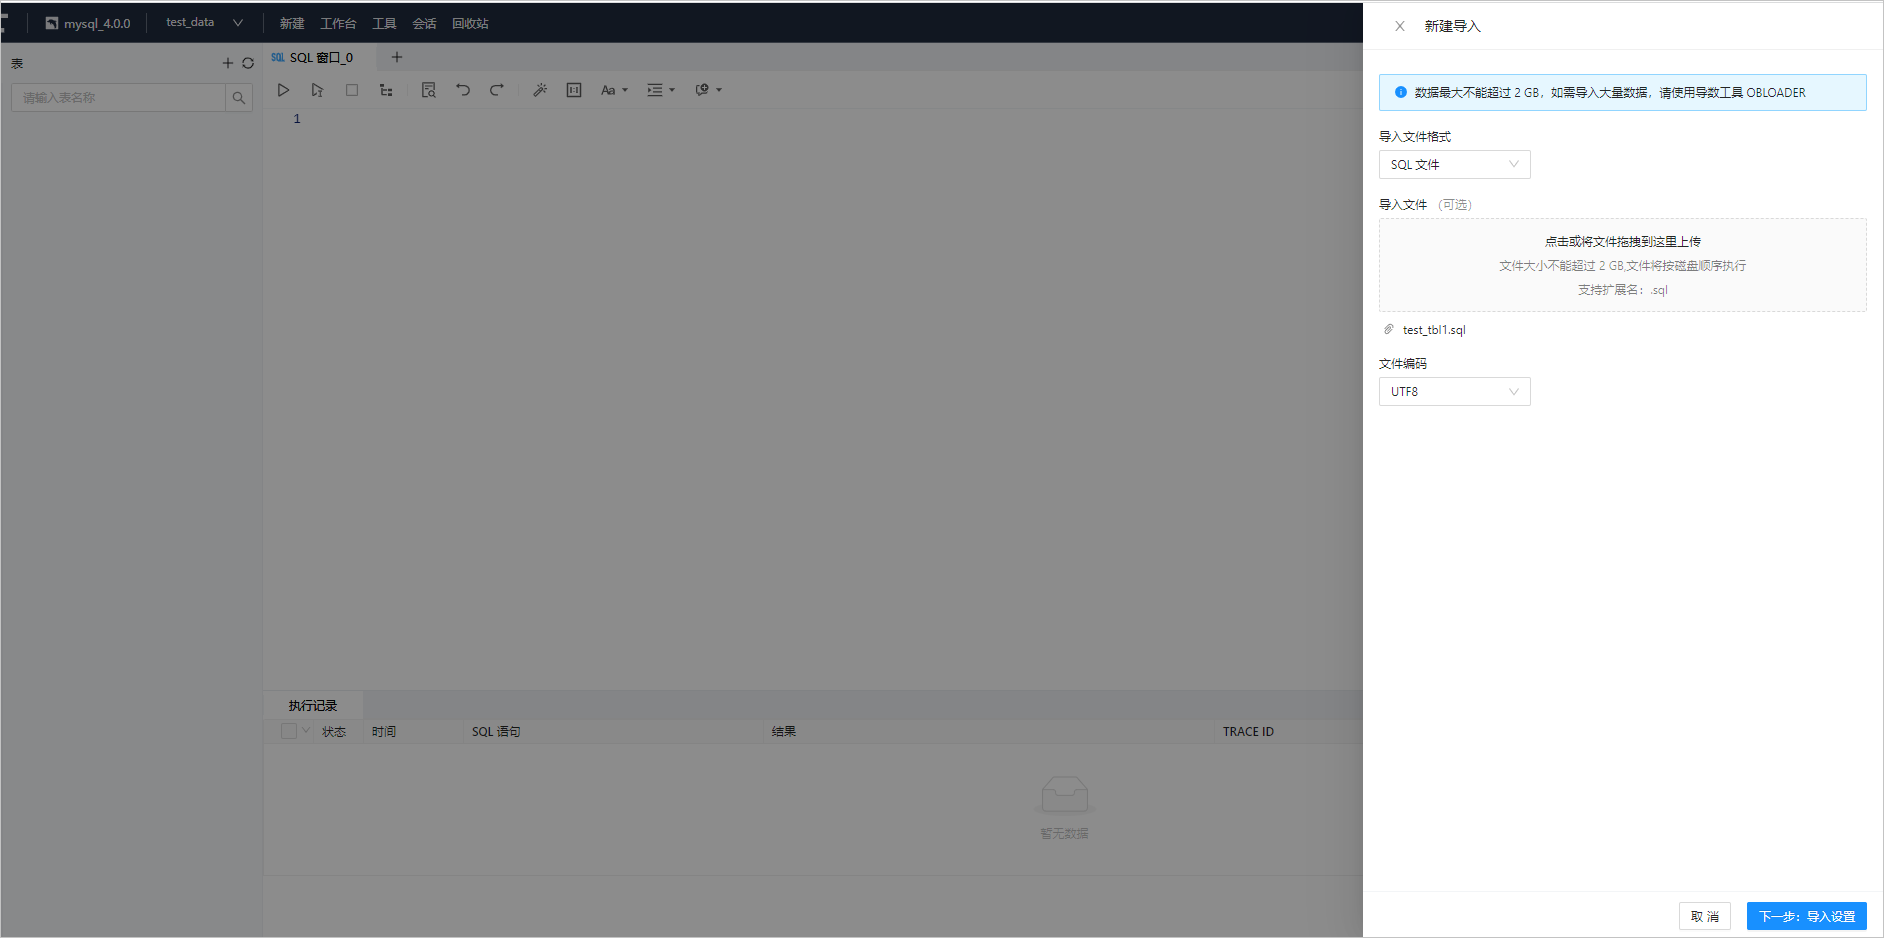 mysql_4.0.0 test_data 新建 工作台 工具 会话 回收站
表
请输入表名称
SQL SQL 窗口_0
Aa
1
执行记录
状态 时间 SQL 语句 结果 TRACE ID
暂无数据
新建导入
数据最大不能超过 2 GB，如需导入大量数据，请使用导数工具 OBLOADER
导入文件格式
SQL 文件
导入文件 （可选）
点击或将文件拖拽到这里上传
文件大小不能超过 2 GB,文件将按磁盘顺序执行
支持扩展名：.sql
test_tbl1.sql
文件编码
UTF8
取 消 下一步：导入设置